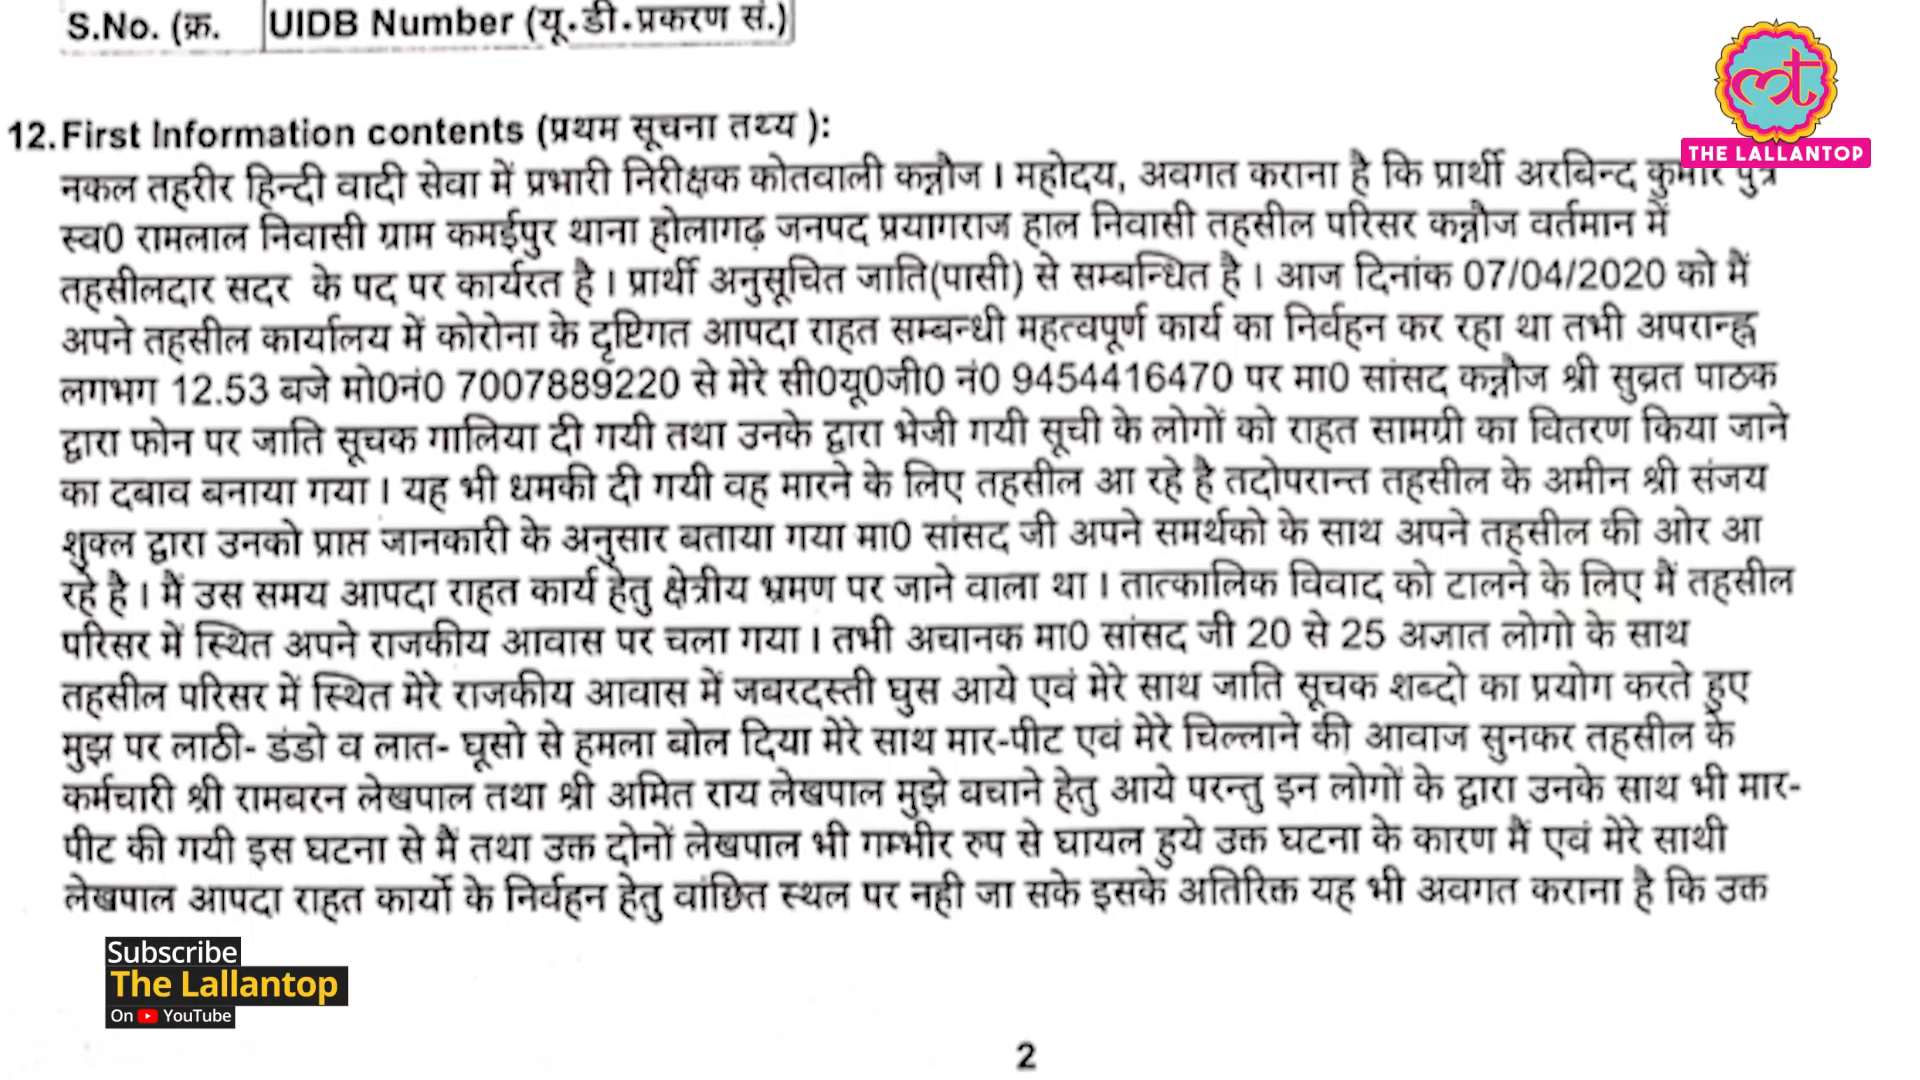 S.No. (क्र.
UIDB Number (यू.डी.प्रकरण सं.)
THE LALLANTOP
12. First Information contents (प्रथम सूचना तथ्य ):
नकल तहरीर हिन्दी वादी सेवा में प्रभारी निरीक्षक कोतवाली कन्नौज । महोदय, अवगत कराना है कि प्रार्थी अरबिन्द कुमार पुत्र
स्व0 रामलाल निवासी ग्राम कमईपुर थाना होलागढ़ जनपद प्रयागराज हाल निवासी तहसील परिसर कन्नौज वर्तमान में
तहसीलदार सदर के पद पर कार्यरत है । प्रार्थी अनुसूचित जाति(पासी) से सम्बन्धित है । आज दिनांक 07/04/2020 को मैं
अपने तहसील कार्यालय में कोरोना के दृष्टिगत आपदा राहत सम्बन्धी महत्वपूर्ण कार्य का निर्वहन कर रहा था तभी अपरान्ह्न
लगभग 12.53 बजे मो0नं0 7007889220 से मेरे सी0यू0जी0 नं0 9454416470 पर मा0 सांसद कन्नौज श्री सुब्रत पाठक
द्वारा फोन पर जाति सूचक गालिया दी गयी तथा उनके द्वारा भेजी गयी सूची के लोगों को राहत सामग्री का वितरण किया जाने
का दबाव बनाया गया । यह भी धमकी दी गयी वह मारने के लिए तहसील आ रहे है तदोपरान्त तहसील के अमीन श्री संजय
शुक्ल द्वारा उनको प्राप्त जानकारी के अनुसार बताया गया मा0 सांसद जी अपने समर्थको के साथ अपने तहसील की ओर आ
रहे है । मैं उस समय आपदा राहत कार्य हेतु क्षेत्रीय भ्रमण पर जाने वाला था । तात्कालिक विवाद को टालने के लिए मैं तहसील
परिसर में स्थित अपने राजकीय आवास पर चला गया । तभी अचानक मा0 सांसद जी 20 से 25 अज्ञात लोगो के साथ
तहसील परिसर में स्थित मेरे राजकीय आवास में जबरदस्ती घुस आये एवं मेरे साथ जाति सूचक शब्दो का प्रयोग करते हुए
मुझ पर लाठी- डंडो व लात- घूसो से हमला बोल दिया मेरे साथ मार-पीट एवं मेरे चिल्लाने की आवाज सुनकर तहसील के
कर्मचारी श्री रामबरन लेखपाल तथा श्री अमित राय लेखपाल मुझे बचाने हेतु आये परन्तु इन लोगों के द्वारा उनके साथ भी मार-
पीट की गयी इस घटना से मैं तथा उक्त दोनों लेखपाल भी गम्भीर रुप से घायल हुये उक्त घटना के कारण मैं एवं मेरे साथी
लेखपाल आपदा राहत कार्यो के निर्वहन हेतु वांछित स्थल पर नही जा सके इसके अतिरिक्त यह भी अवगत कराना है कि उक्त
Subscribe
The Lallantop
On YouTube
2